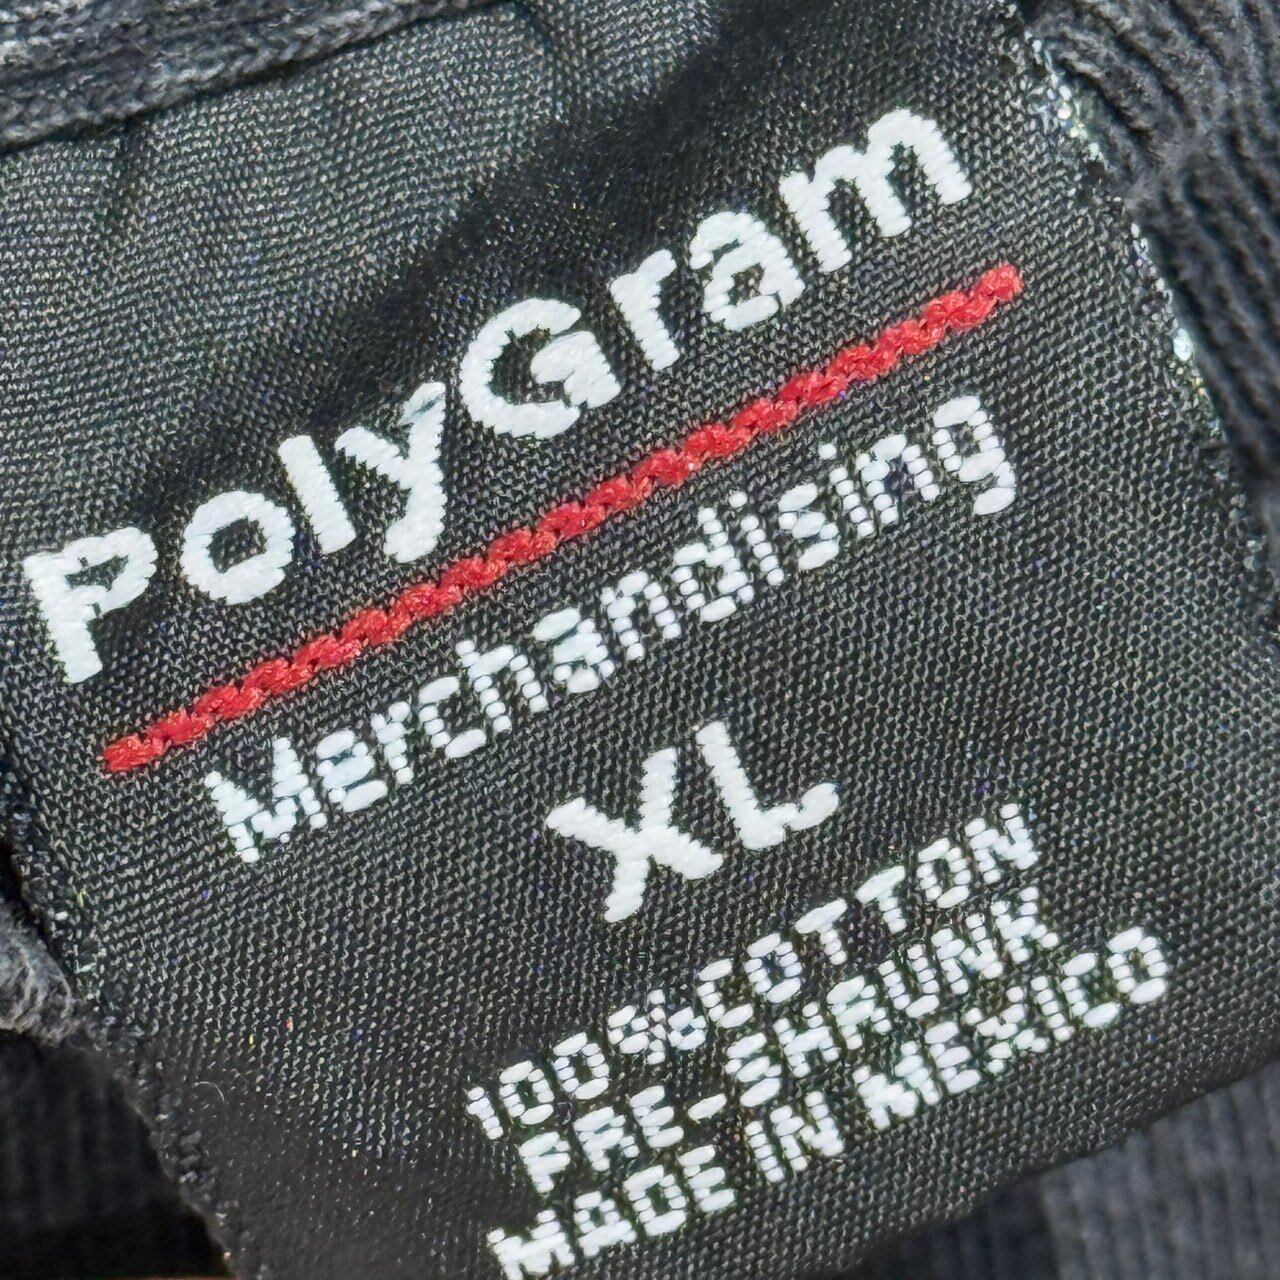 PolyGram
Merchandising
XL
100% COTTON
PRE-SHRUNK
MADE IN MEXICO